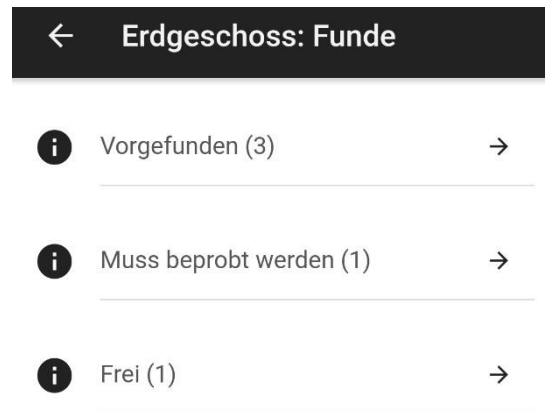 Erdgeschoss: Funde
Vorgefunden (3)
Muss beprobt werden (1)
Frei (1)